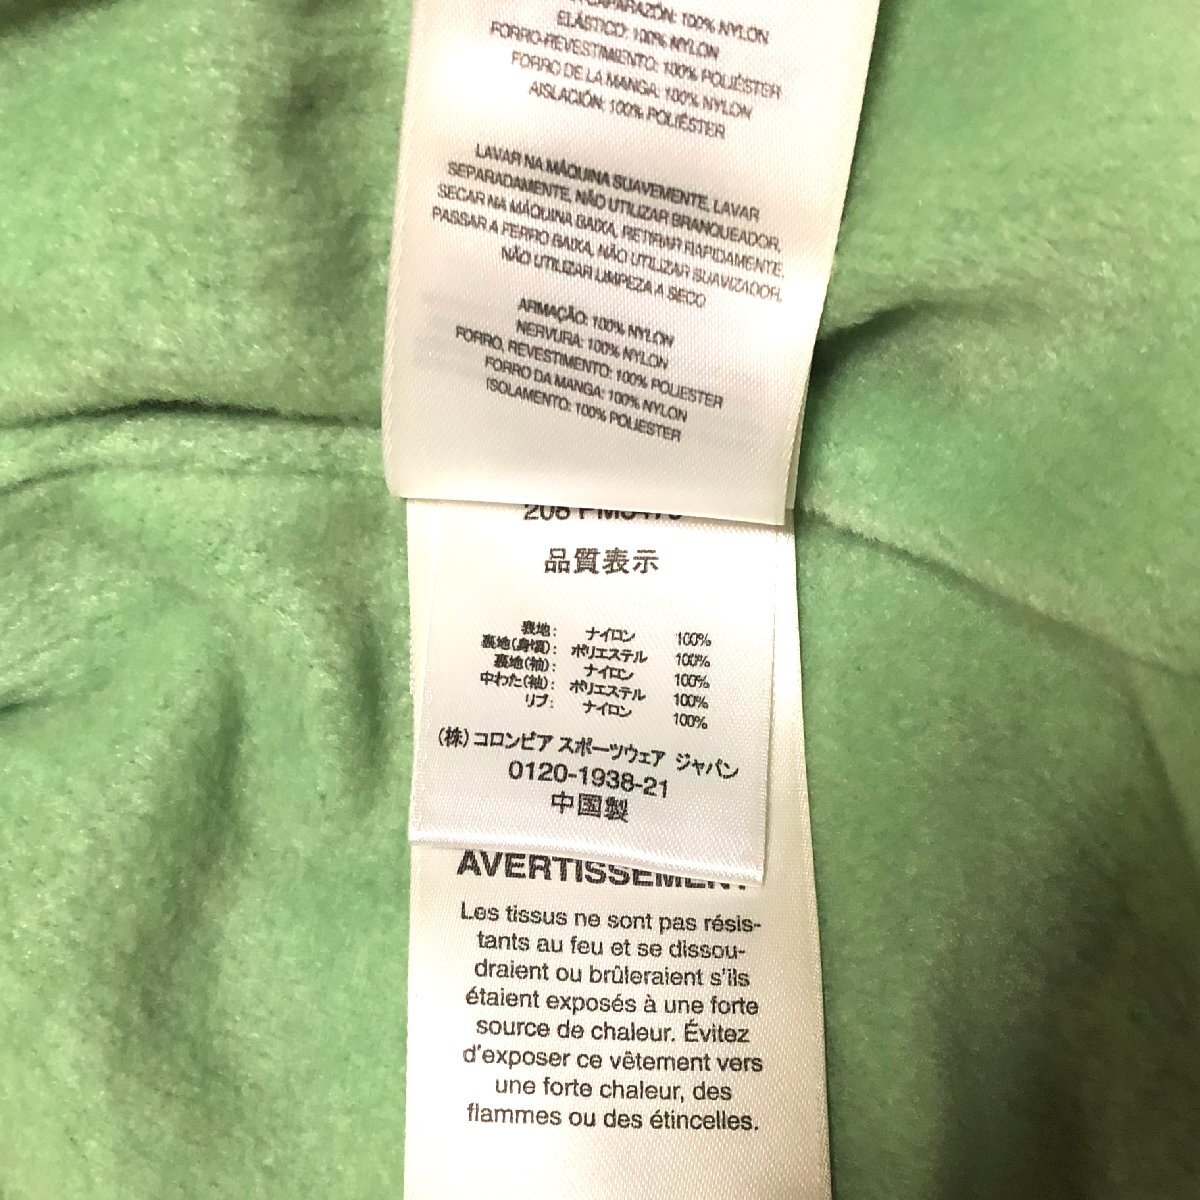 CAPARAZÓN: 100% NYLON
ELÁSTICO: 100% NYLON
FORRO-REVESTIMIENTO: 100% POLIÉSTER
FORRO DE LA MANGA: 100% NYLON
AISLACIÓN: 100% POLIÉSTER
LAVAR NA MÁQUINA SUAVEMENTE, LAVAR
SEPARADAMENTE, NÃO UTILIZAR BRANQUEADOR,
SECAR NA MÁQUINA BAIXA, RETIRAR RAPIDAMENTE,
PASSAR A FERRO BAIXA, NÃO UTILIZAR SUAVIZADOR,
NÃO UTILIZAR LIMPEZA A SECO
ARMAÇÃO: 100% NYLON
NERVURA: 100% NYLON
FORRO, REVESTIMENTO: 100% POLIESTER
FORRO DA MANGA: 100% NYLON
ISOLAMENTO: 100% POLIESTER
208
品質表示
表地: ナイロン 100%
裏地(身頃): ポリエステル 100%
裏地(袖): ナイロン 100%
中わた(袖): ポリエステル 100%
リブ: ナイロン 100%
(株) コロンビア スポーツウェア ジャパン
0120-1938-21
中国製
AVERTISSEMENT
Les tissus ne sont pas résis-
tants au feu et se dissou-
draient ou brûleraient s'ils
étaient exposés à une forte
source de chaleur. Évitez
d'exposer ce vêtement vers
une forte chaleur, des
flammes ou des étincelles.